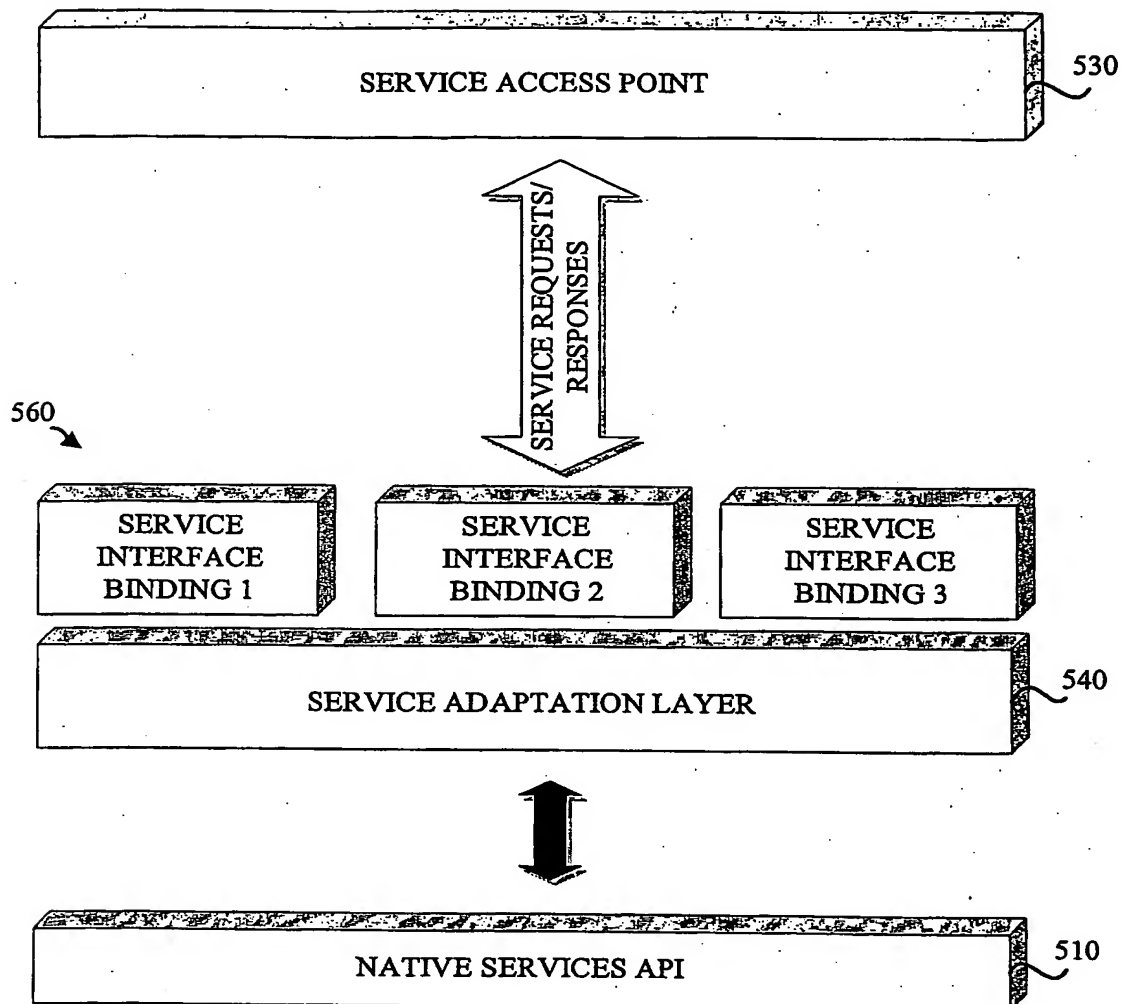 SERVICE ACCESS POINT
530
SERVICE REQUESTS/
RESPONSES
560
SERVICE
INTERFACE
BINDING 1
SERVICE
INTERFACE
BINDING 2
SERVICE
INTERFACE
BINDING 3
SERVICE ADAPTATION LAYER
540
NATIVE SERVICES API
510